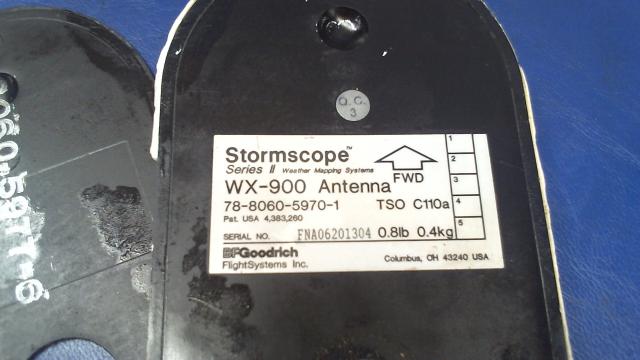 Q.C.
3
Stormscope™
Series II Weather Mapping Systems
FWD
WX-900 Antenna
78-8060-5970-1 TSO C110a
Pat. USA 4,383,260
SERIAL NO. FNA06201304 0.8lb 0.4kg
BFGoodrich
FlightSystems Inc. Columbus, OH 43240 USA
1
2
3
4
5